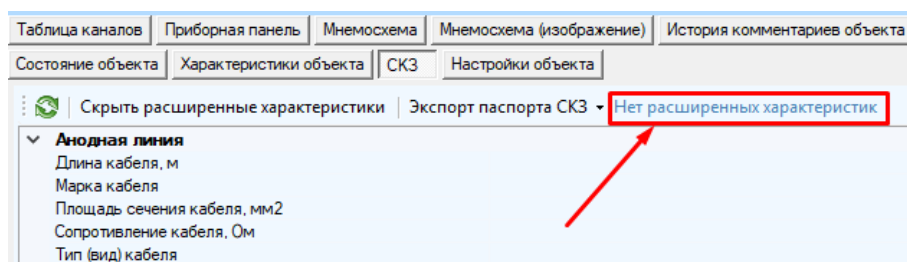 Таблица каналов Приборная панель Мнемосхема Мнемосхема (изображение) История комментариев объекта
Состояние объекта Характеристики объекта СКЗ Настройки объекта
Скрыть расширенные характеристики Экспорт паспорта СКЗ Нет расширенных характеристик
Анодная линия
Длина кабеля, м
Марка кабеля
Площадь сечения кабеля, мм2
Сопротивление кабеля, Ом
Тип (вид) кабеля